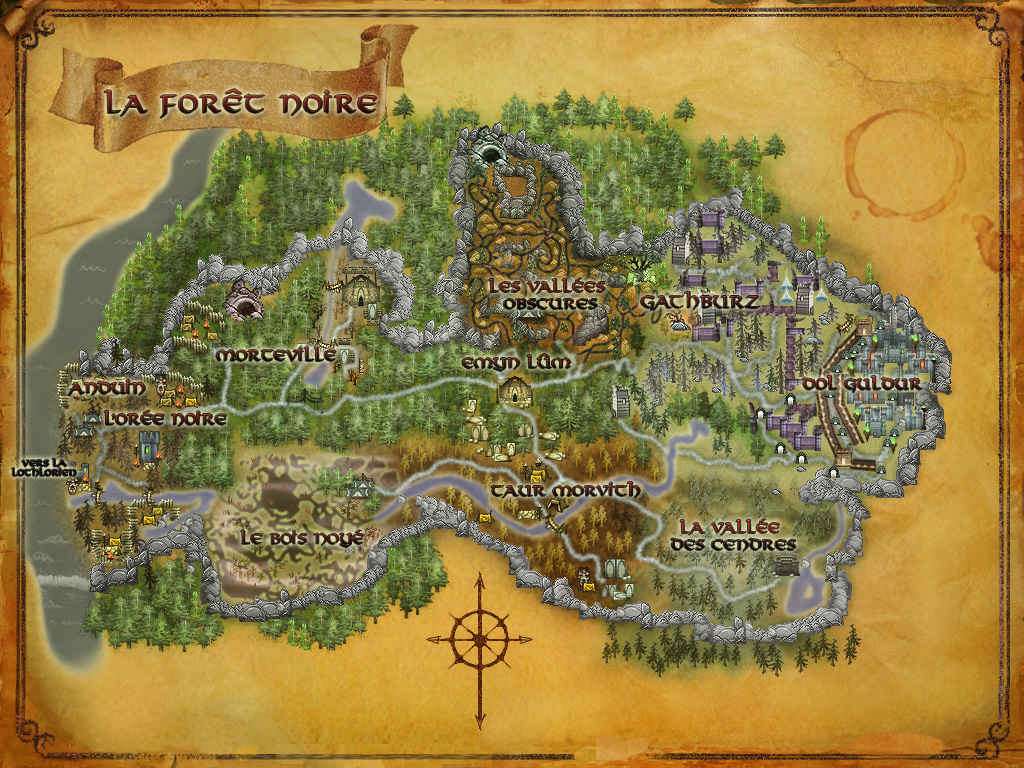 La forêt noire
Les vallées
obscures
Gathburz
Morteville
Emyn Lûm
Anduin
Dol Guldur
L'orée noire
vers la
Lothlórien
Taur Morvith
Le bois noyé
La vallée
des cendres